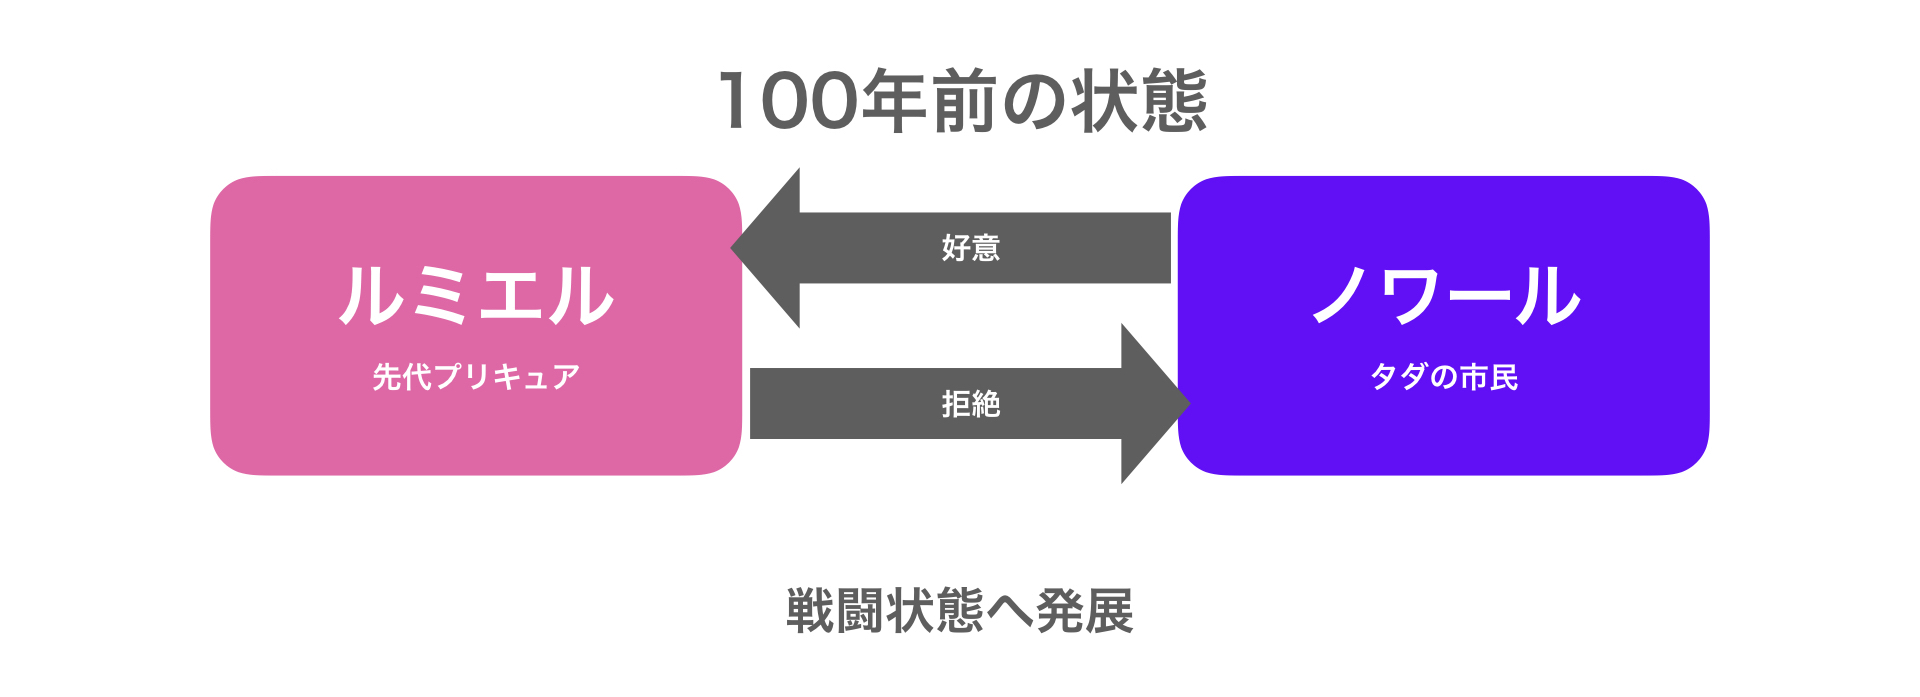 100年前の状態
ルミエル
先代プリキュア
好意
拒絶
ノワール
タダの市民
戦闘状態へ発展